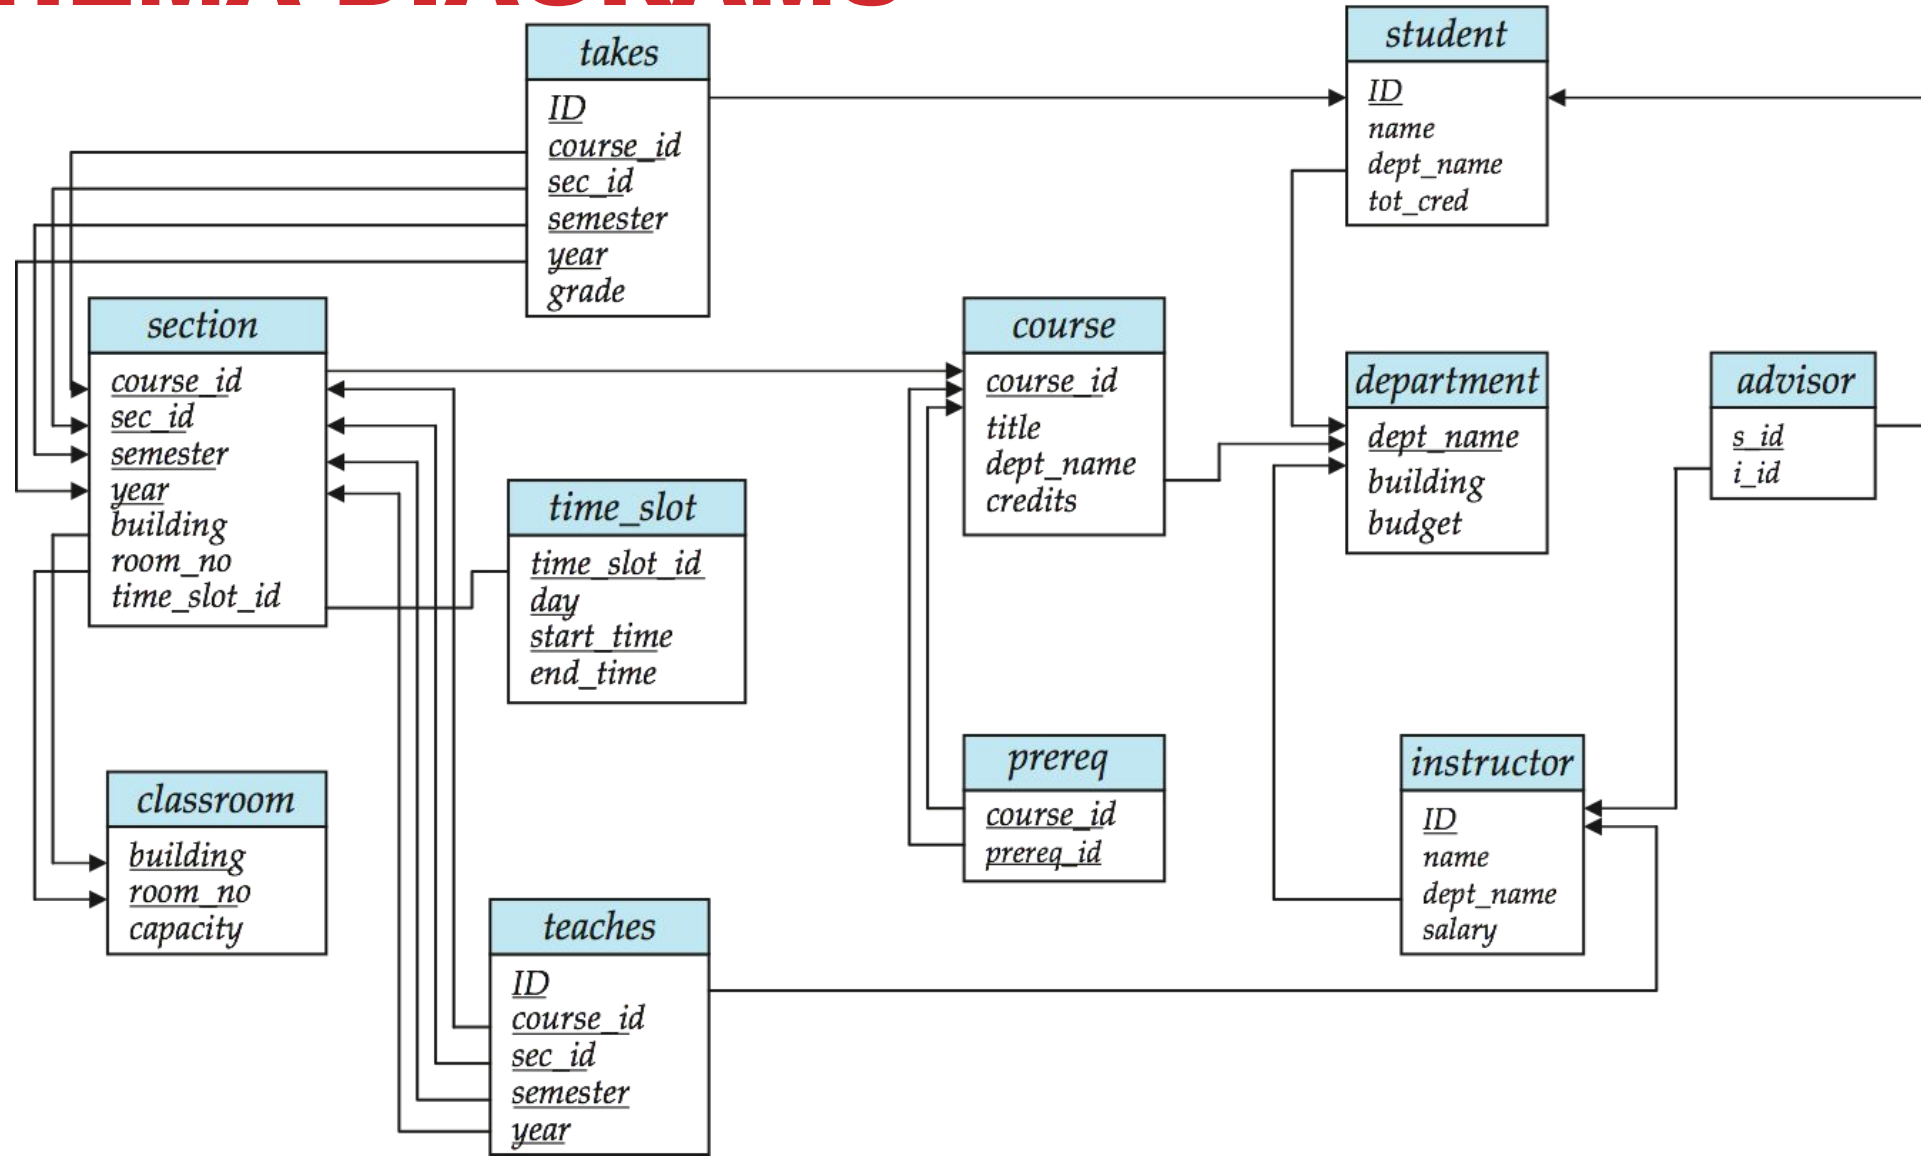 takes
ID
course_id
sec_id
semester
year
grade
student
ID
name
dept_name
tot_cred
section
course_id
sec_id
semester
year
building
room_no
time_slot_id
course
course_id
title
dept_name
credits
department
dept_name
building
budget
advisor
s_id
i_id
time_slot
time_slot_id
day
start_time
end_time
prereq
course_id
prereq_id
instructor
ID
name
dept_name
salary
classroom
building
room_no
capacity
teaches
ID
course_id
sec_id
semester
year